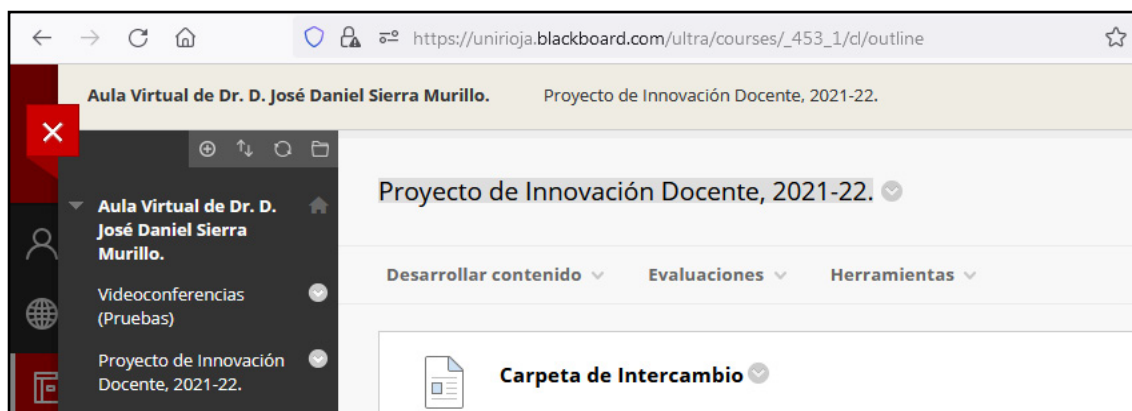 https://unirioja.blackboard.com/ultra/courses/_453_1/cl/outline
Aula Virtual de Dr. D. José Daniel Sierra Murillo. Proyecto de Innovación Docente, 2021-22.
Aula Virtual de Dr. D.
José Daniel Sierra
Murillo.
Videoconferencias
(Pruebas)
Proyecto de Innovación
Docente, 2021-22.
Proyecto de Innovación Docente, 2021-22.
Desarrollar contenido Evaluaciones Herramientas
Carpeta de Intercambio